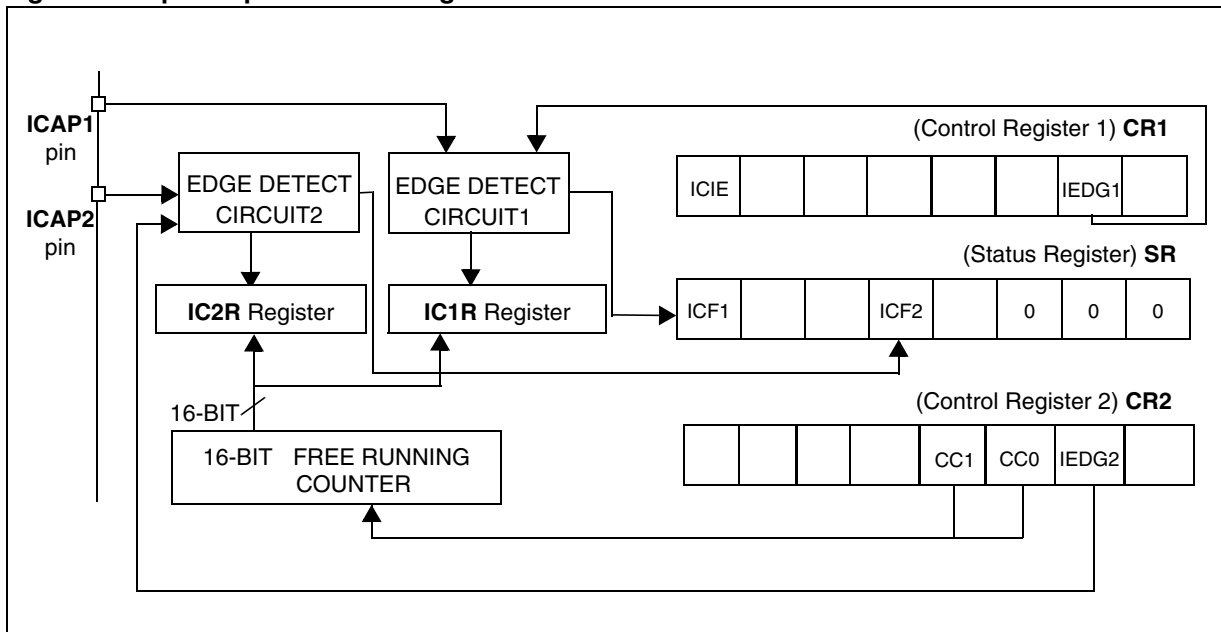 ICAP1
pin
ICAP2
pin
EDGE DETECT
CIRCUIT2
EDGE DETECT
CIRCUIT1
IC2R Register
IC1R Register
16-BIT
16-BIT FREE RUNNING
COUNTER
(Control Register 1) CR1
ICIE IEDG1
(Status Register) SR
ICF1 ICF2 0 0 0
(Control Register 2) CR2
CC1 CC0 IEDG2